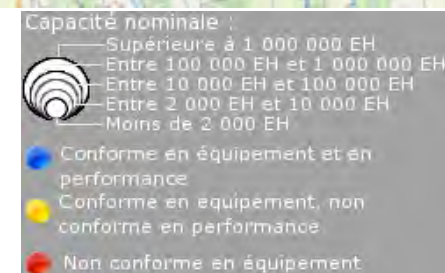 Capacité nominale :
Supérieure à 1 000 000 EH
Entre 100 000 EH et 1 000 000 EH
Entre 10 000 EH et 100 000 EH
Entre 2 000 EH et 10 000 EH
Moins de 2 000 EH
Conforme en équipement et en
performance
Conforme en equipement, non
conforme en performance
Non conforme en équipement